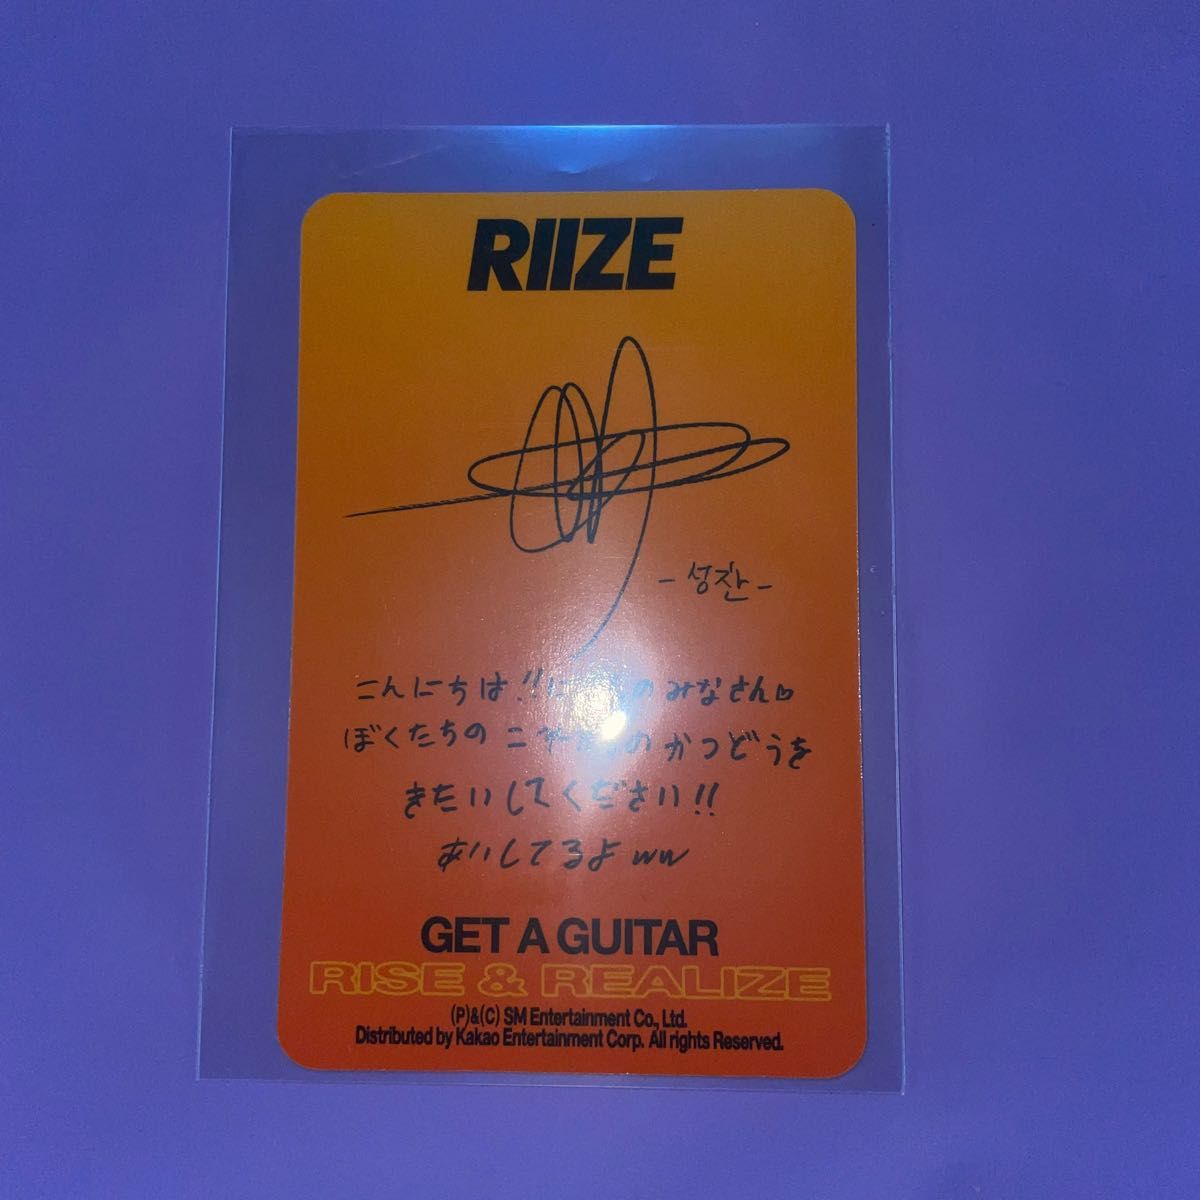 RIIZE
-성찬-
こんにちは!! のみなさん♡
ぼくたちの のかつどうを
きたいしてください!!
あいしてるよ ww
GET A GUITAR
RISE & REALIZE
(P)&(C) SM Entertainment Co., Ltd.
Distributed by Kakao Entertainment Corp. All rights Reserved.